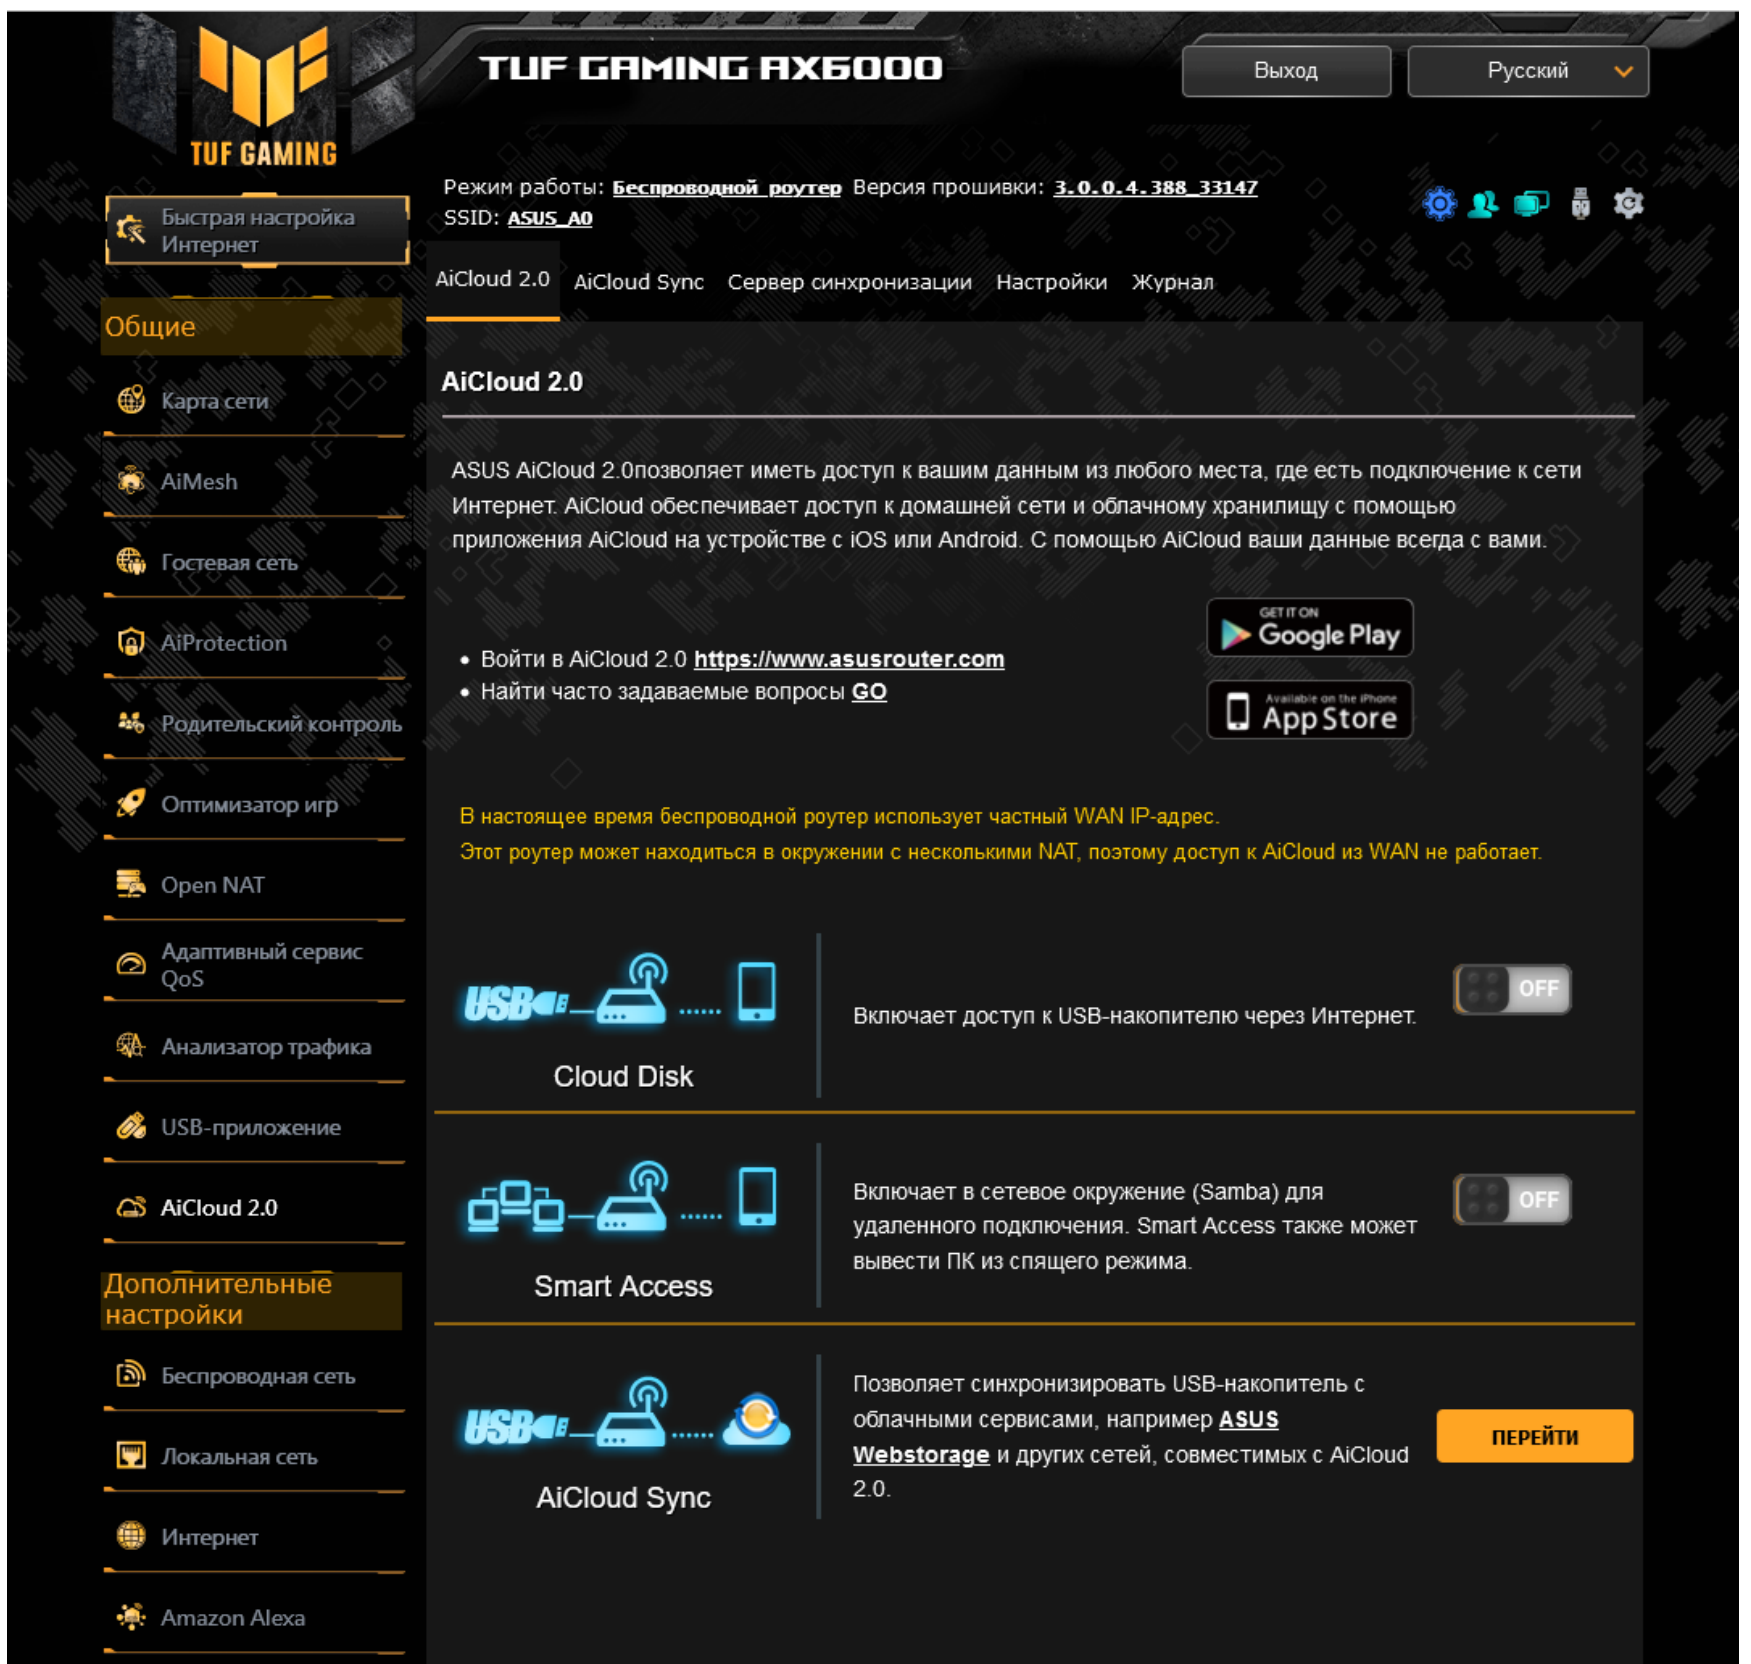 TUF GAMING
TUF GAMING AX6000
Выход
Русский
Режим работы: Беспроводной роутер Версия прошивки: 3.0.0.4.388_33147
SSID: ASUS_A0
Быстрая настройка
Интернет
AiCloud 2.0 AiCloud Sync Сервер синхронизации Настройки Журнал
Общие
Карта сети
AiMesh
Гостевая сеть
AiProtection
Родительский контроль
Оптимизатор игр
Open NAT
Адаптивный сервис
QoS
Анализатор трафика
USB-приложение
AiCloud 2.0
Дополнительные
настройки
Беспроводная сеть
Локальная сеть
Интернет
Amazon Alexa
AiCloud 2.0
ASUS AiCloud 2.0позволяет иметь доступ к вашим данным из любого места, где есть подключение к сети
Интернет. AiCloud обеспечивает доступ к домашней сети и облачному хранилищу с помощью
приложения AiCloud на устройстве с iOS или Android. С помощью AiCloud ваши данные всегда с вами.
GET IT ON
Google Play
• Войти в AiCloud 2.0 https://www.asusrouter.com
• Найти часто задаваемые вопросы GO
Available on the iPhone
App Store
В настоящее время беспроводной роутер использует частный WAN IP-адрес.
Этот роутер может находиться в окружении с несколькими NAT, поэтому доступ к AiCloud из WAN не работает.
USB
Cloud Disk
Включает доступ к USB-накопителю через Интернет.
OFF
Smart Access
Включает в сетевое окружение (Samba) для
удаленного подключения. Smart Access также может
вывести ПК из спящего режима.
OFF
USB
AiCloud Sync
Позволяет синхронизировать USB-накопитель с
облачными сервисами, например ASUS
Webstorage и других сетей, совместимых с AiCloud
2.0.
ПЕРЕЙТИ